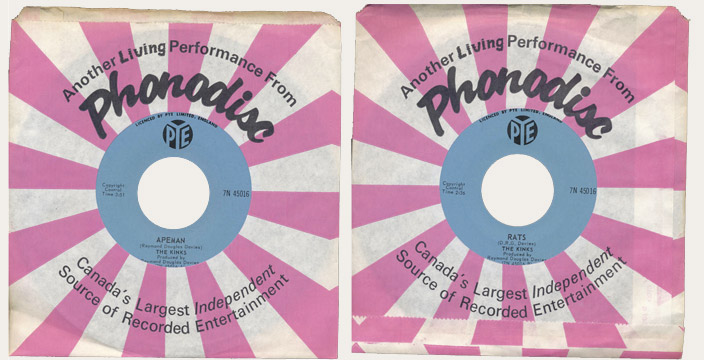 Another Living Performance From
Phonodisc
LICENCED BY PYE LIMITED, ENGLAND
PYE
Copyright
Control
7N 45016
APEMAN
(Raymond Douglas Davies)
THE KINKS
Produced by
Raymond Douglas Davies
Canada's Largest Independent
Source of Recorded Entertainment
Another Living Performance From
Phonodisc
LICENCED BY PYE LIMITED, ENGLAND
PYE
Copyright
Control
7N 45016
RATS
THE KINKS
Produced by
Raymond Douglas Davies
Canada's Largest Independent
Source of Recorded Entertainment